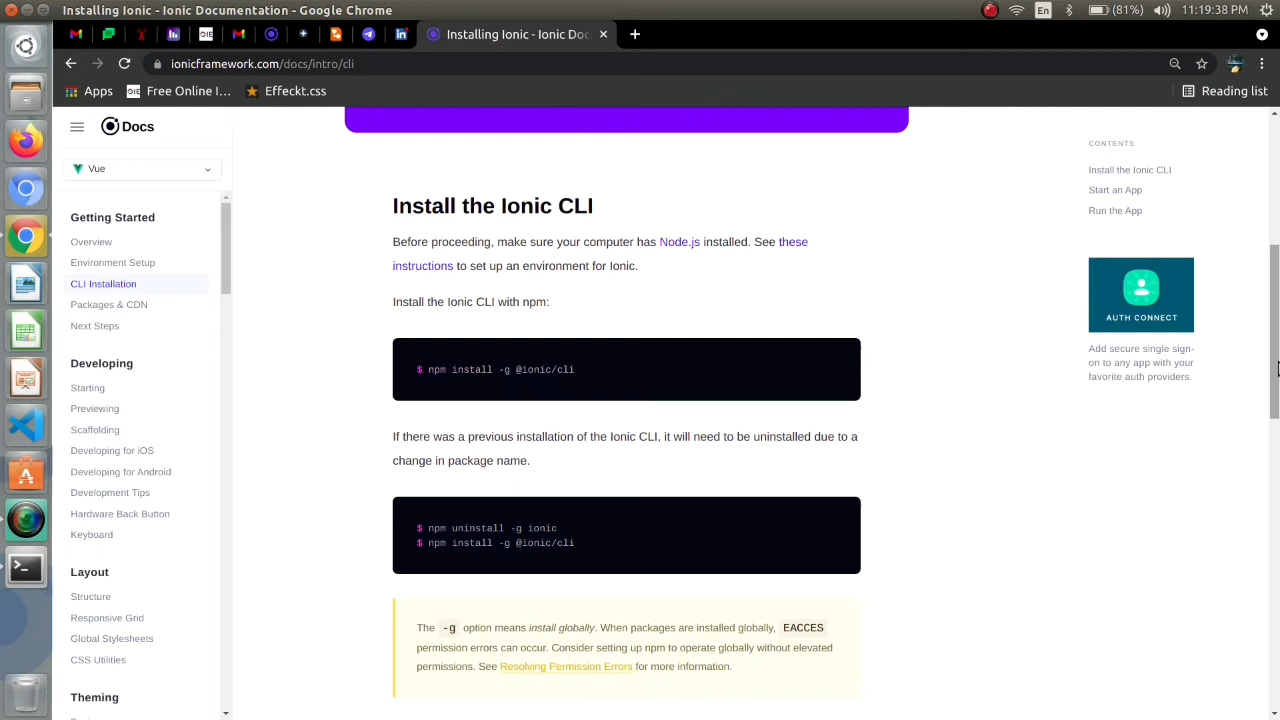 Installing Ionic - Ionic Documentation - Google Chrome
En
(81%)
11:19:38 PM
Installing Ionic - Ionic Doc
ionicframework.com/docs/intro/cli
Apps
Free Online I...
Effeckt.css
Reading list
Docs
Vue
Getting Started
Overview
Environment Setup
CLI Installation
Packages & CDN
Next Steps
Developing
Starting
Previewing
Scaffolding
Developing for iOS
Developing for Android
Development Tips
Hardware Back Button
Keyboard
Layout
Structure
Responsive Grid
Global Stylesheets
CSS Utilities
Theming
Install the Ionic CLI
Before proceeding, make sure your computer has Node.js installed. See these
instructions to set up an environment for Ionic.
Install the Ionic CLI with npm:
$ npm install -g @ionic/cli
If there was a previous installation of the Ionic CLI, it will need to be uninstalled due to a
change in package name.
$ npm uninstall -g ionic
$ npm install -g @ionic/cli
The -g option means install globally. When packages are installed globally, EACCES
permission errors can occur. Consider setting up npm to operate globally without elevated
permissions. See Resolving Permission Errors for more information.
CONTENTS
Install the Ionic CLI
Start an App
Run the App
AUTH CONNECT
Add secure single sign-
on to any app with your
favorite auth providers.